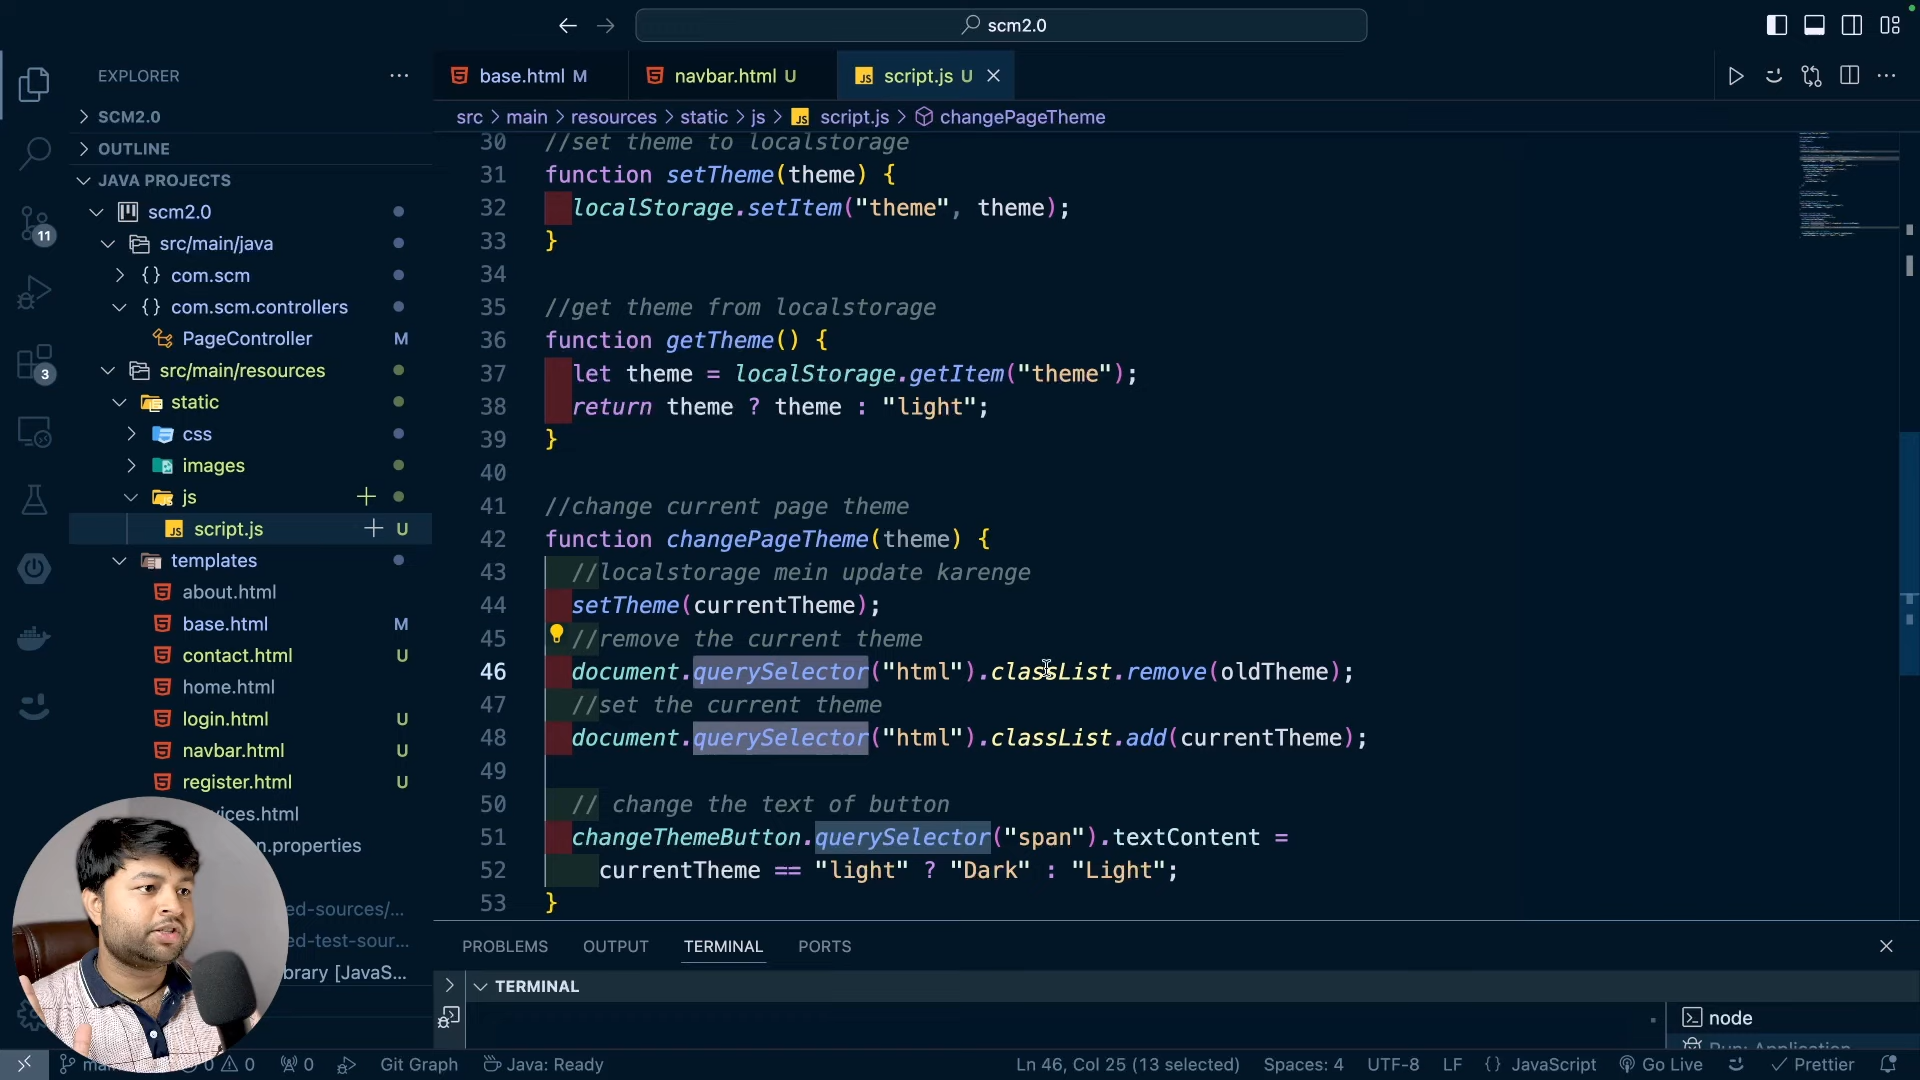 scm2.0
EXPLORER
SCM2.0
OUTLINE
JAVA PROJECTS
scm2.0
src/main/java
com.scm
com.scm.controllers
PageController M
src/main/resources
static
css
images
js
script.js U
templates
about.html
base.html M
contact.html U
home.html
login.html U
navbar.html U
register.html U
ices.html
n.properties
ed-sources/...
ed-test-sour...
brary [JavaS...
11
3
base.html M
navbar.html U
script.js U
src > main > resources > static > js > script.js > changePageTheme
30 //set theme to localstorage
31 function setTheme(theme) {
32 localStorage.setItem("theme", theme);
33 }
34
35 //get theme from localstorage
36 function getTheme() {
37 let theme = localStorage.getItem("theme");
38 return theme ? theme : "light";
39 }
40
41 //change current page theme
42 function changePageTheme(theme) {
43 //localstorage mein update karenge
44 setTheme(currentTheme);
45 //remove the current theme
46 document.querySelector("html").classList.remove(oldTheme);
47 //set the current theme
48 document.querySelector("html").classList.add(currentTheme);
49
50 // change the text of button
51 changeThemeButton.querySelector("span").textContent =
52 currentTheme == "light" ? "Dark" : "Light";
53 }
PROBLEMS OUTPUT TERMINAL PORTS
TERMINAL
node
Run: Application
0 0 0 Git Graph Java: Ready Ln 46, Col 25 (13 selected) Spaces: 4 UTF-8 LF {} JavaScript Go Live Prettier